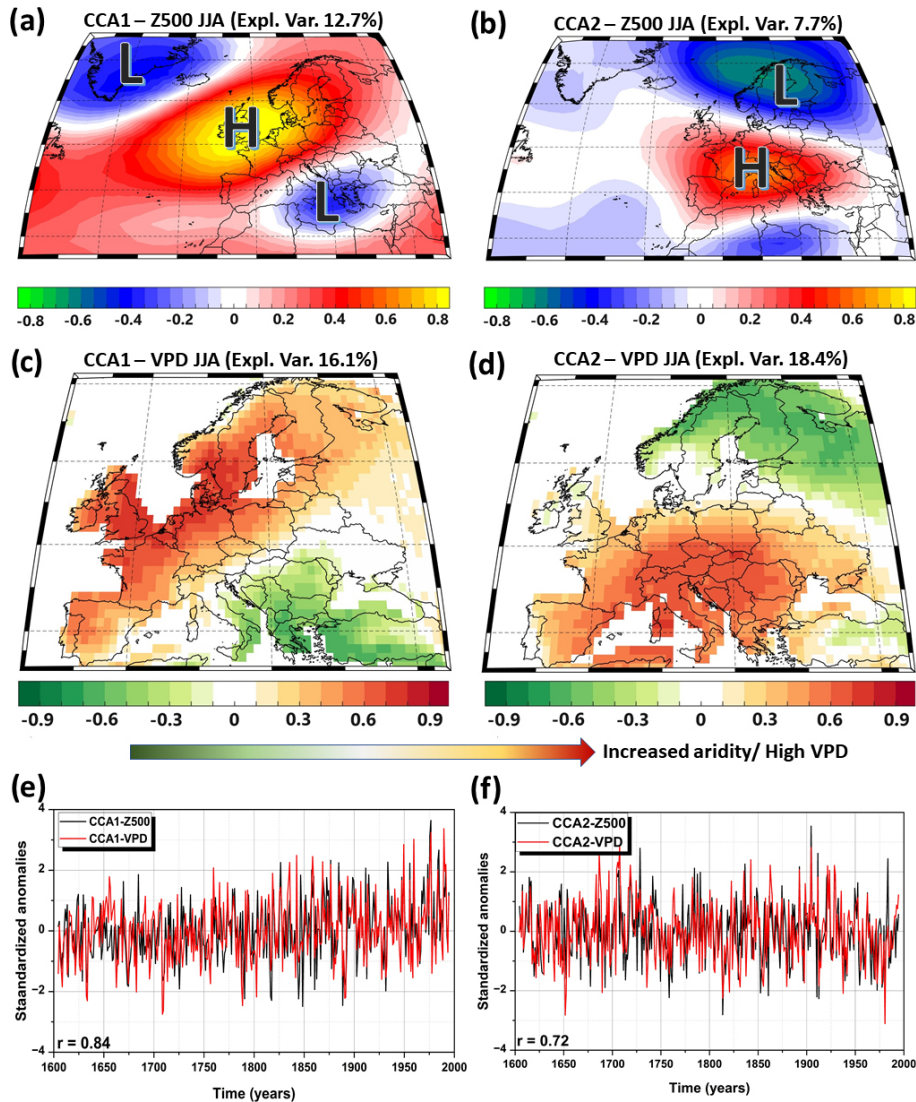 (a)
CCA1 – Z500 JJA (Expl. Var. 12.7%)
L
H
L
-0.8 -0.6 -0.4 -0.2 0 0.2 0.4 0.6 0.8
(b)
CCA2 – Z500 JJA (Expl. Var. 7.7%)
L
H
-0.8 -0.6 -0.4 -0.2 0 0.2 0.4 0.6 0.8
(c)
CCA1 – VPD JJA (Expl. Var. 16.1%)
-0.9 -0.6 -0.3 0 0.3 0.6 0.9
(d)
CCA2 – VPD JJA (Expl. Var. 18.4%)
-0.9 -0.6 -0.3 0 0.3 0.6 0.9
Increased aridity/ High VPD
(e)
CCA1-Z500
CCA1-VPD
Staandardized anomalies
4
2
0
−2
−4
r = 0.84
1600 1650 1700 1750 1800 1850 1900 1950 2000
Time (years)
(f)
CCA2-Z500
CCA2-VPD
Standardized anomalies
4
2
0
−2
−4
r = 0.72
1600 1650 1700 1750 1800 1850 1900 1950 2000
Time (years)